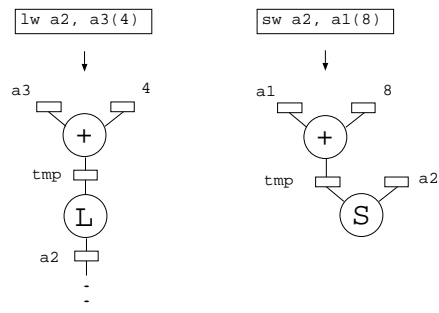 lw a2, a3(4)
sw a2, a1(8)
a3
4
a1
8
+
+
tmp
tmp
a2
L
S
a2